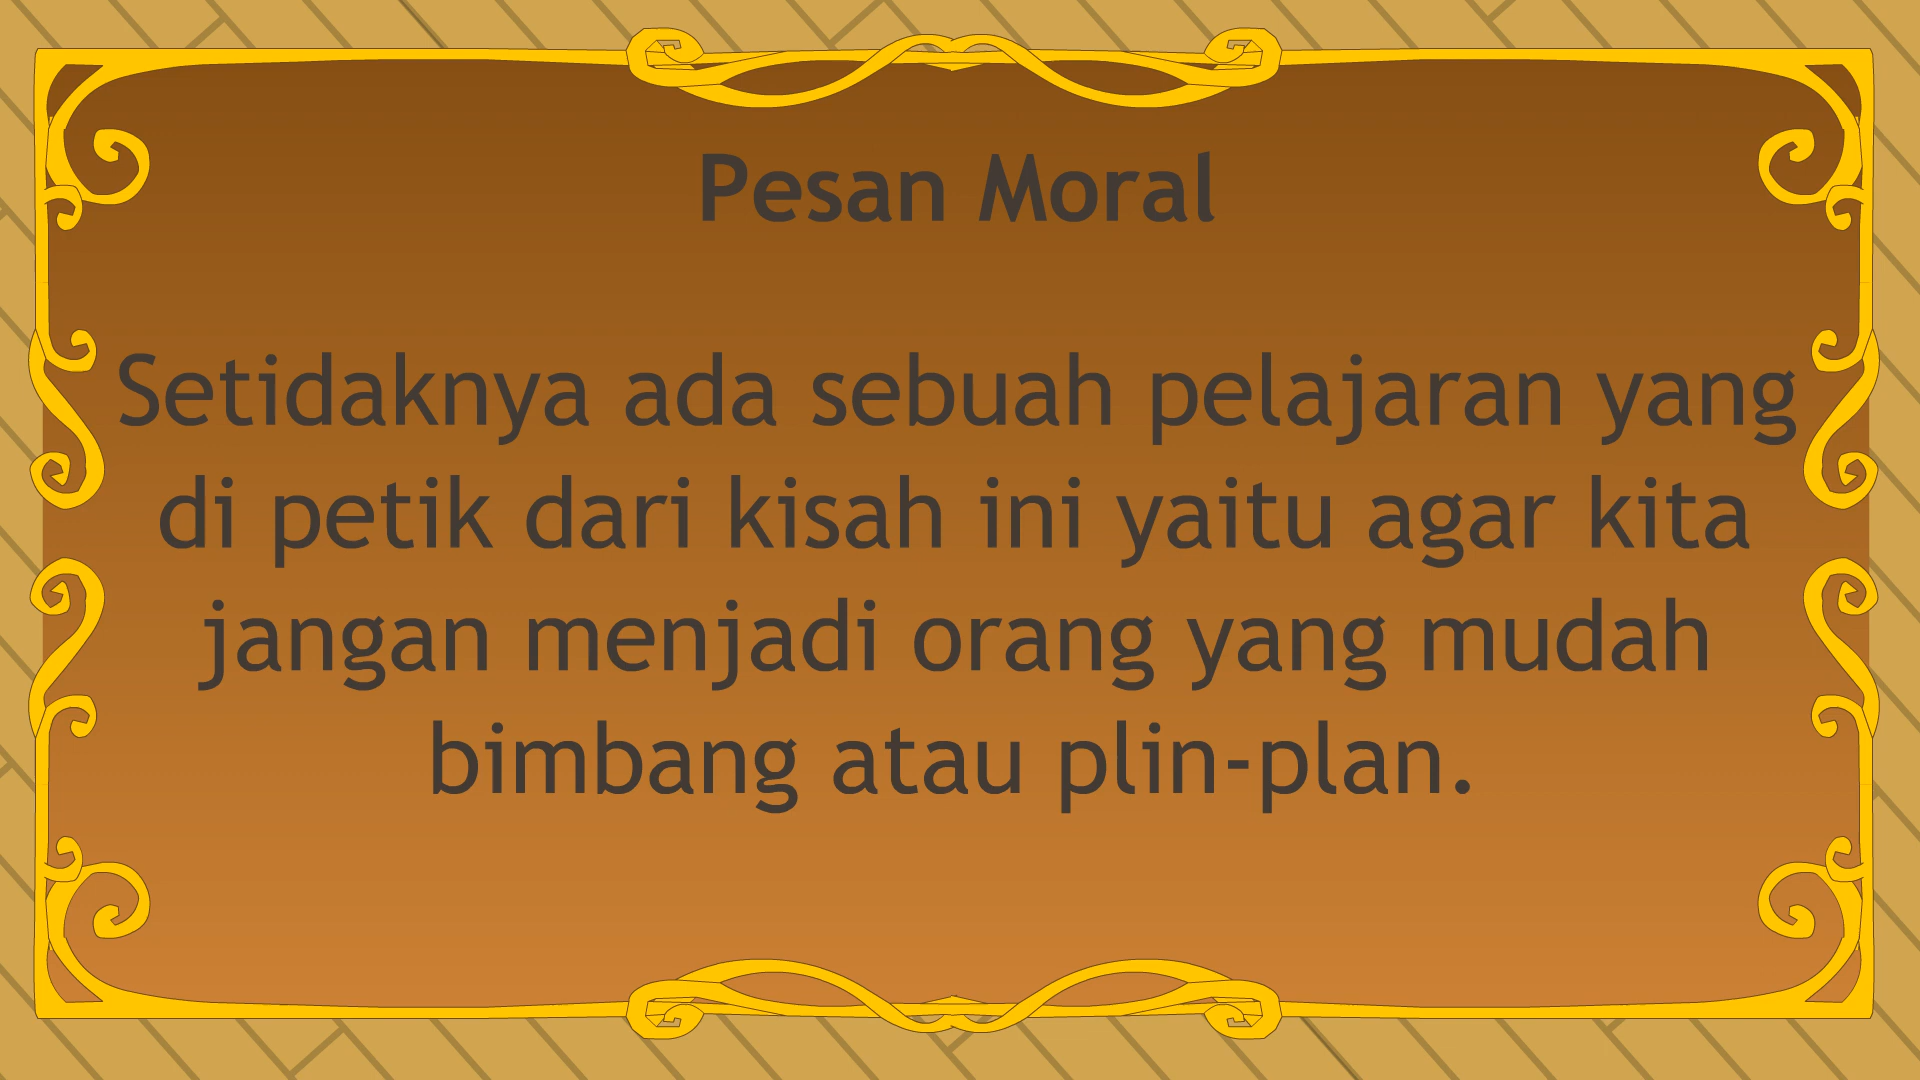 Pesan Moral
Setidaknya ada sebuah pelajaran yang
di petik dari kisah ini yaitu agar kita
jangan menjadi orang yang mudah
bimbang atau plin-plan.